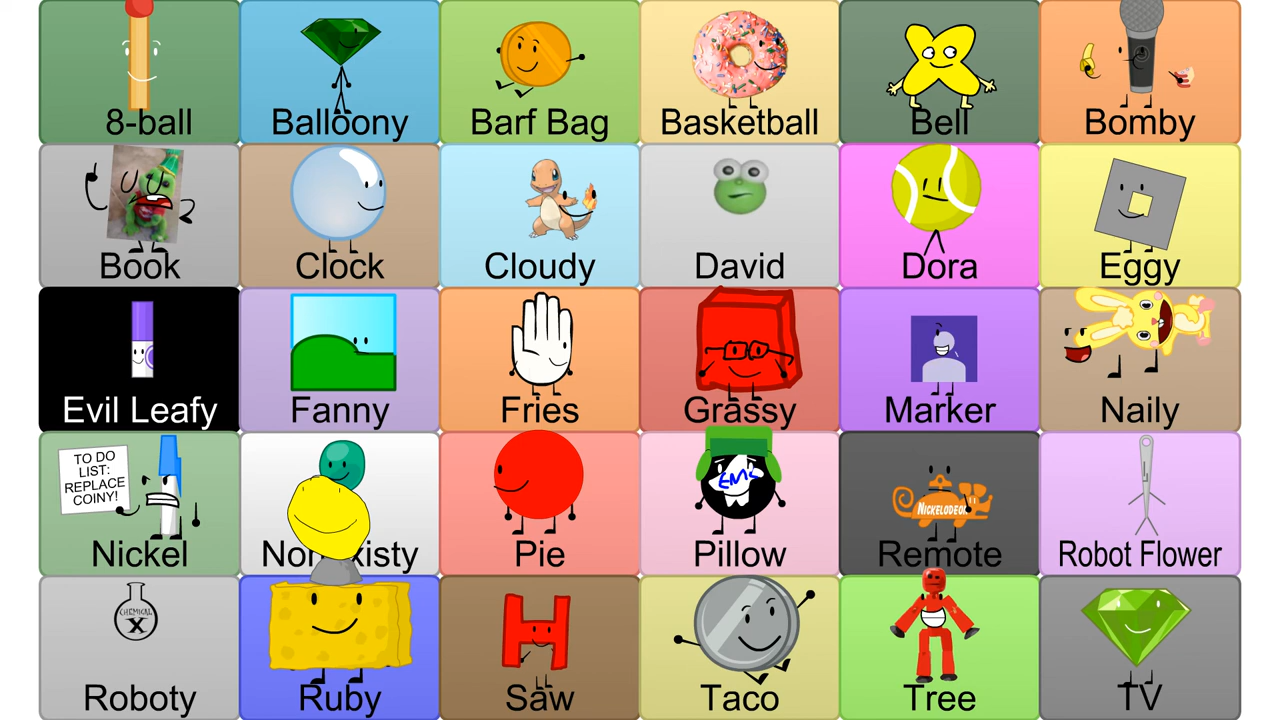 8-ball
Balloony
Barf Bag
Basketball
Bell
Bomby
Book
Clock
Cloudy
David
Dora
Eggy
Evil Leafy
Fanny
Fries
Grassy
Marker
Naily
TO DO
LIST:
REPLACE
COINY!
Nickel
EMC
Pie
Pillow
NICKELODEON
Remote
Robot Flower
CHEMICAL
X
Roboty
Ruby
Saw
Taco
Tree
TV